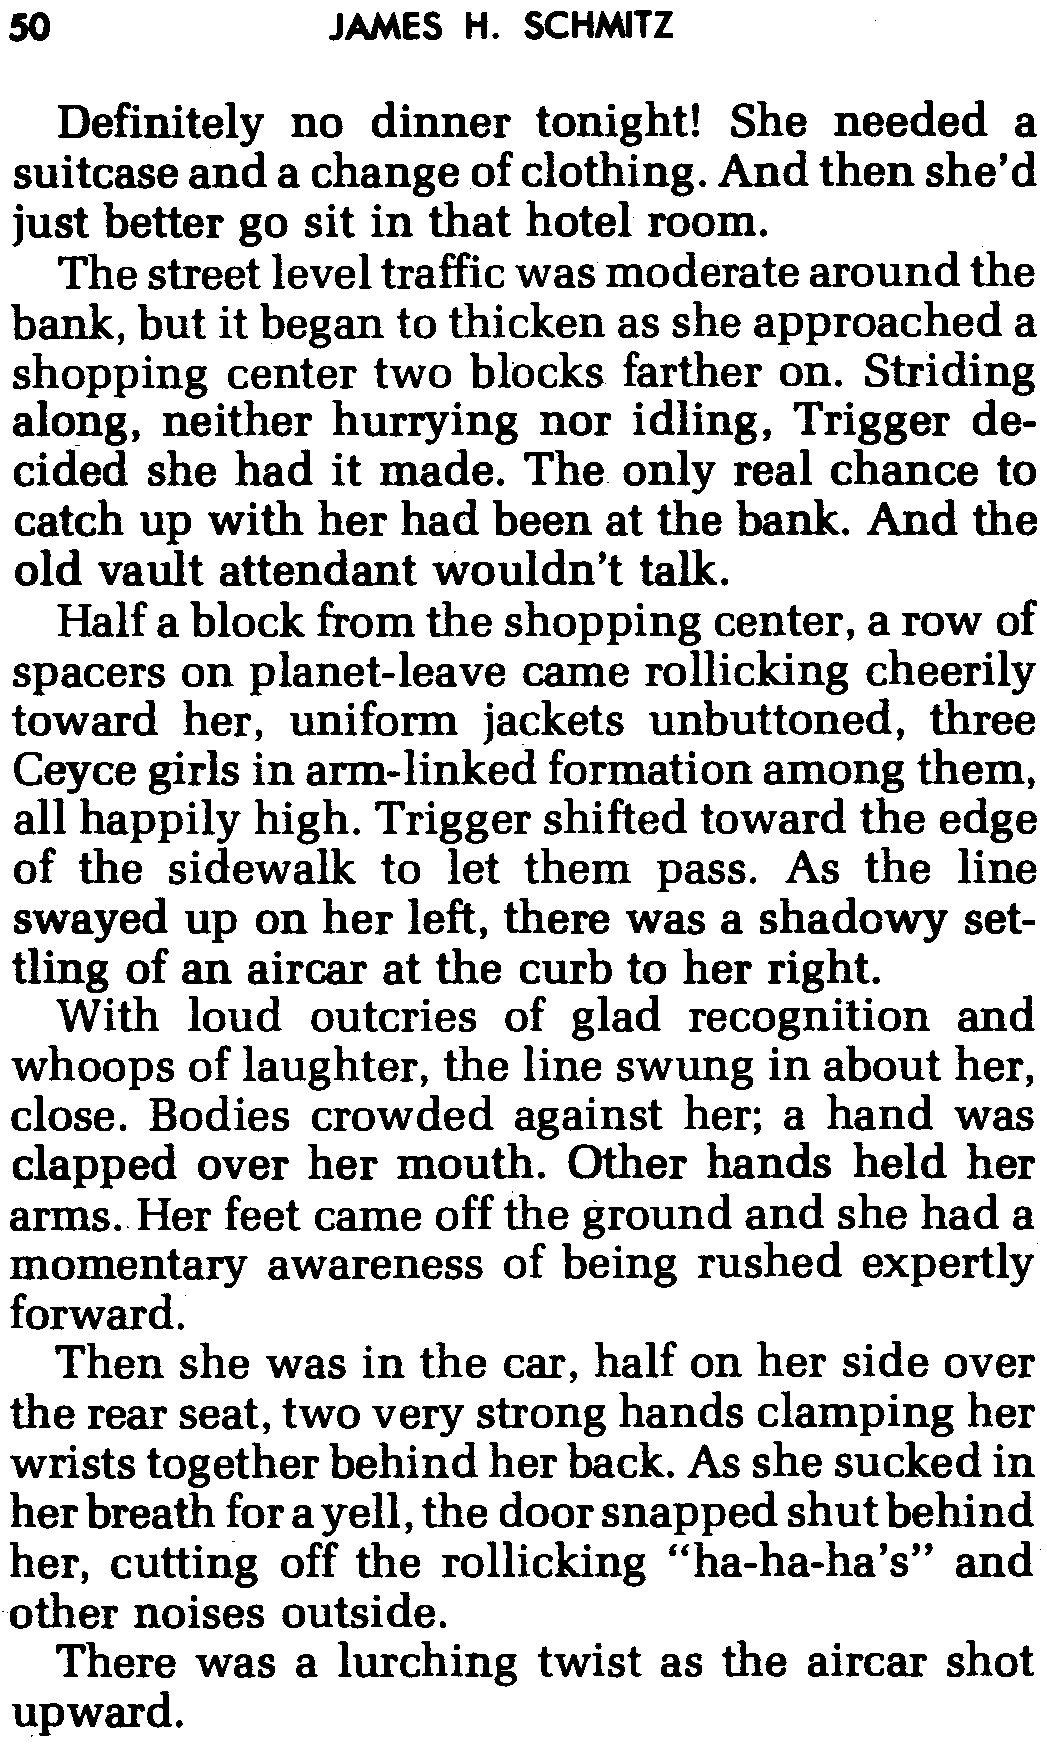 50 JAMES H. SCHMITZ
Definitely no dinner tonight! She needed a
suitcase and a change of clothing. And then she'd
just better go sit in that hotel room.
The street level traffic was moderate around the
bank, but it began to thicken as she approached a
shopping center two blocks farther on. Striding
along, neither hurrying nor idling, Trigger de-
cided she had it made. The only real chance to
catch up with her had been at the bank. And the
old vault attendant wouldn't talk.
Half a block from the shopping center, a row of
spacers on planet-leave came rollicking cheerily
toward her, uniform jackets unbuttoned, three
Ceyce girls in arm-linked formation among them,
all happily high. Trigger shifted toward the edge
of the sidewalk to let them pass. As the line
swayed up on her left, there was a shadowy set-
tling of an aircar at the curb to her right.
With loud outcries of glad recognition and
whoops of laughter, the line swung in about her,
close. Bodies crowded against her; a hand was
clapped over her mouth. Other hands held her
arms. Her feet came off the ground and she had a
momentary awareness of being rushed expertly
forward.
Then she was in the car, half on her side over
the rear seat, two very strong hands clamping her
wrists together behind her back. As she sucked in
her breath for a yell, the door snapped shut behind
her, cutting off the rollicking "ha-ha-ha's" and
other noises outside.
There was a lurching twist as the aircar shot
upward.